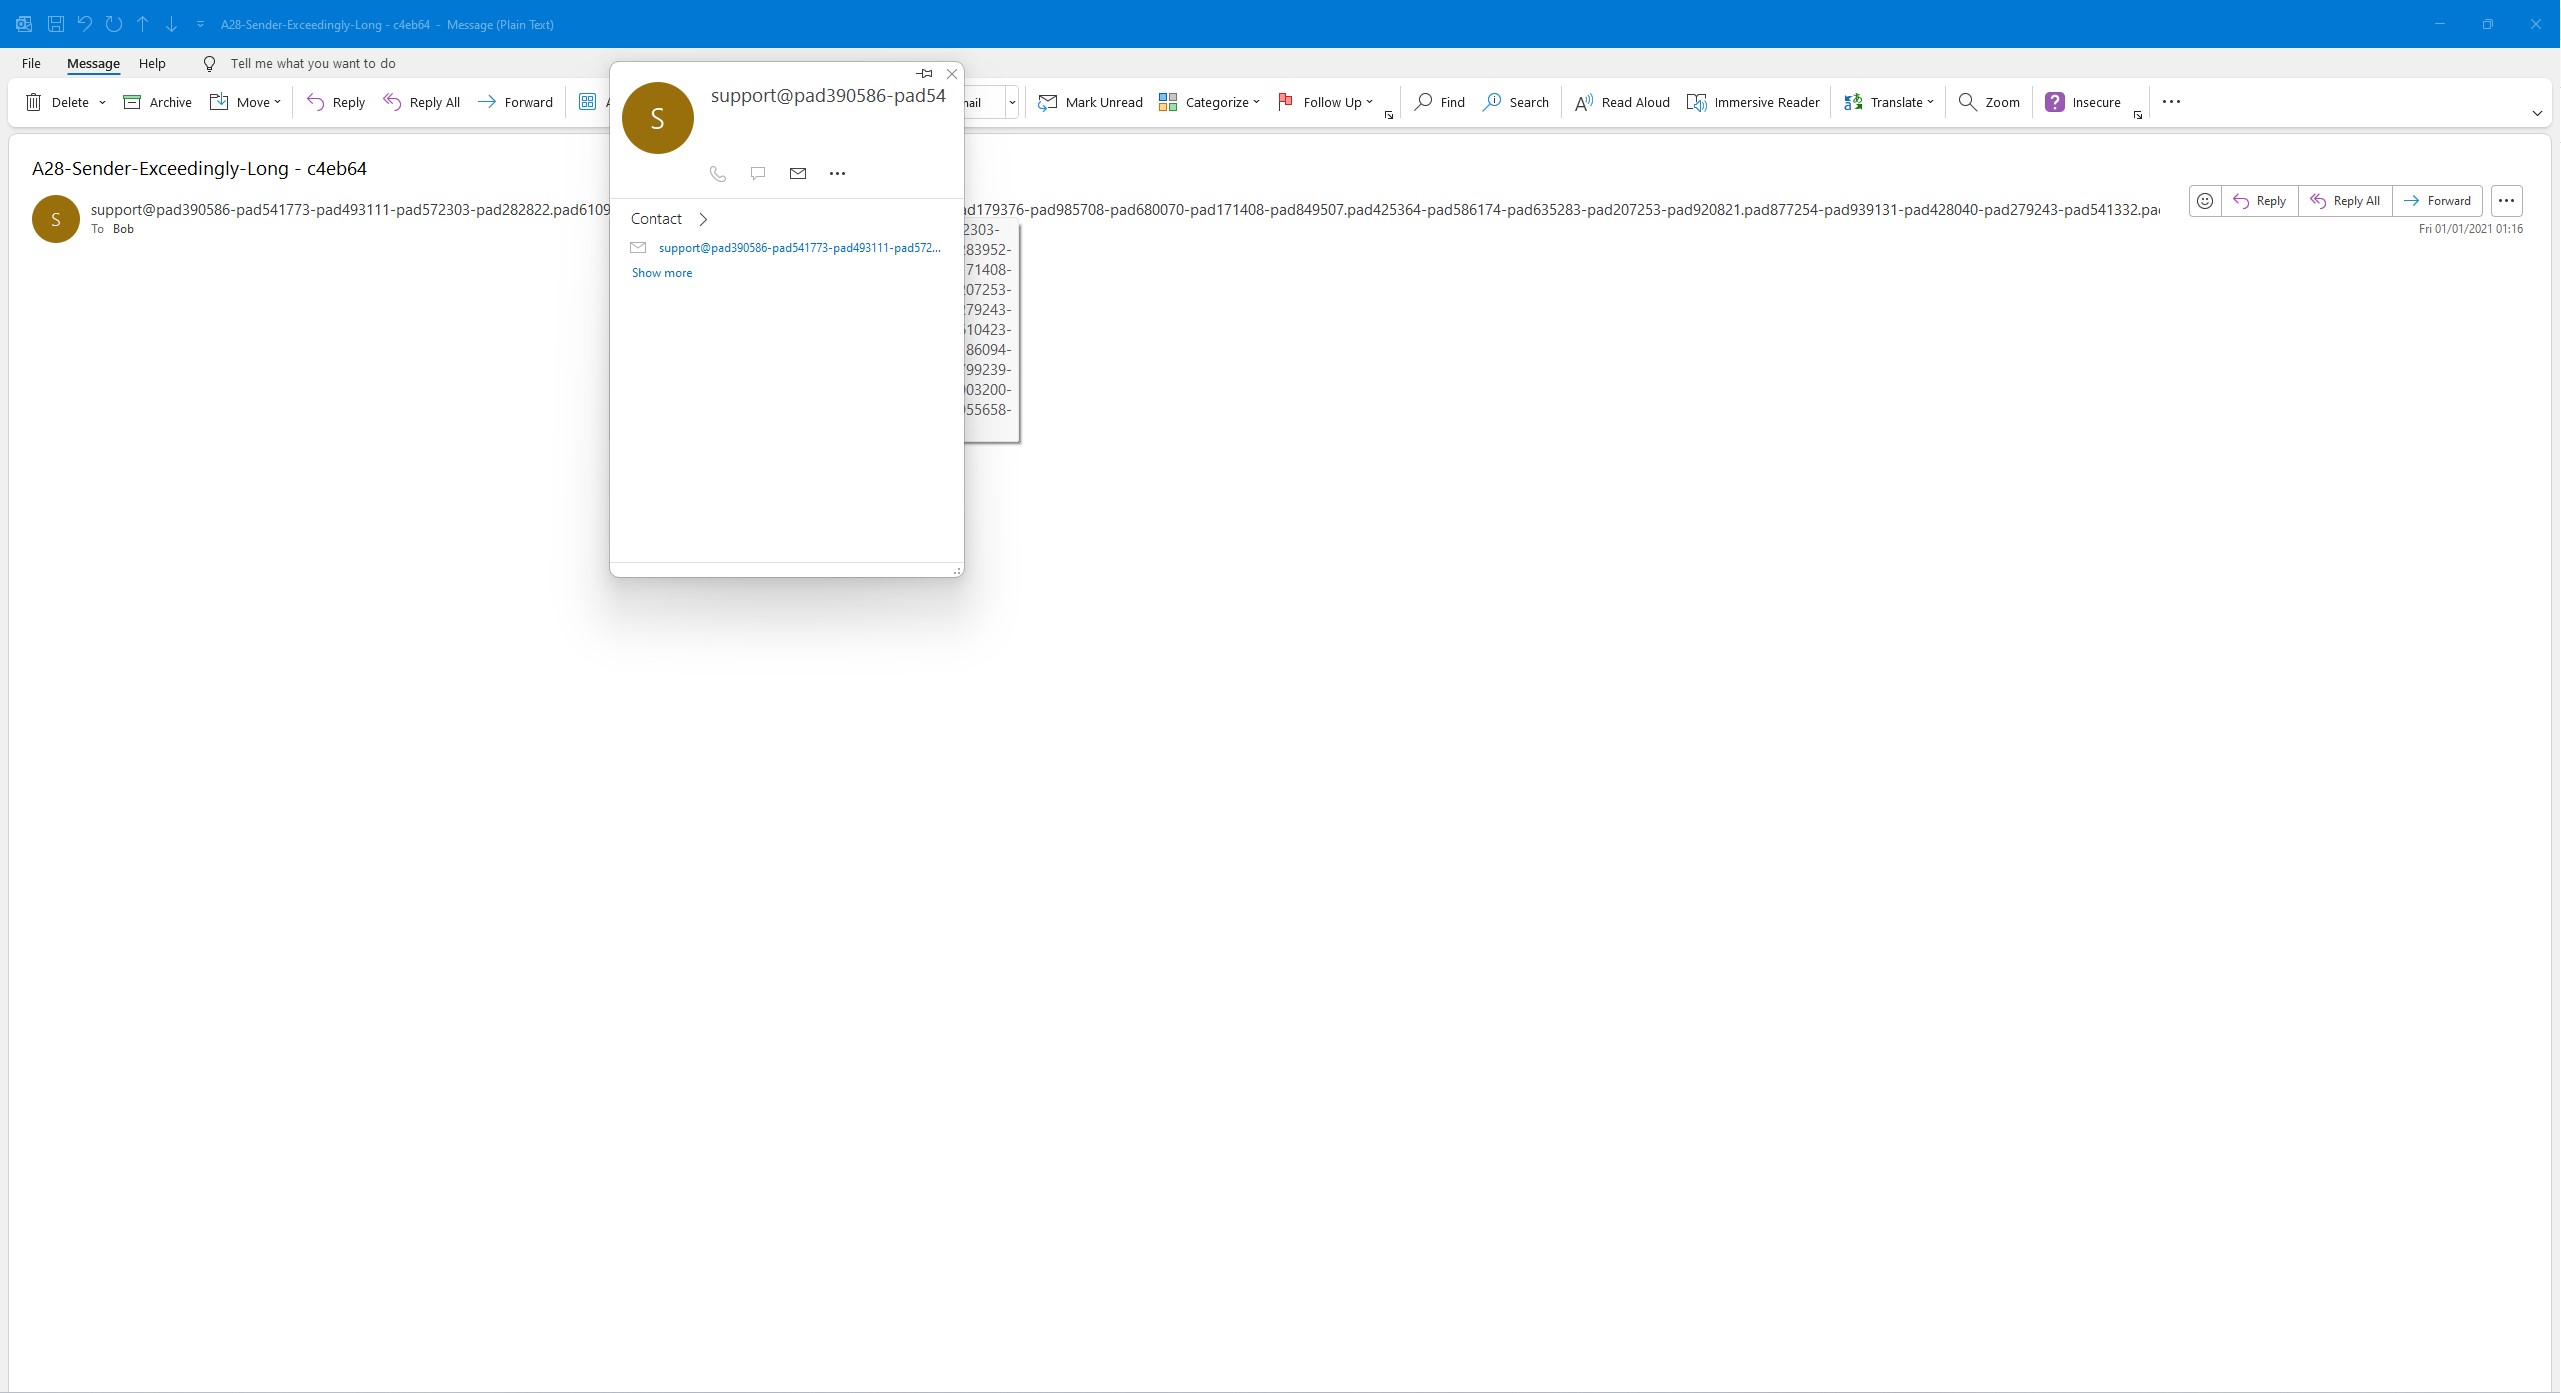 A28-Sender-Exceedingly-Long - c4eb64 - Message (Plain Text)
File Message Help Tell me what you want to do
Delete Archive Move Reply Reply All Forward Mark Unread Categorize Follow Up Find Search Read Aloud Immersive Reader Translate Zoom Insecure
S support@pad390586-pad54
A28-Sender-Exceedingly-Long - c4eb64
S support@pad390586-pad541773-pad493111-pad572303-pad282822.pad6109 ad179376-pad985708-pad680070-pad171408-pad849507.pad425364-pad586174-pad635283-pad207253-pad920821.pad877254-pad939131-pad428040-pad279243-pad541332.pad Reply Reply All Forward
To Bob
Fri 01/01/2021 01:16
Contact
support@pad390586-pad541773-pad493111-pad572...
Show more
2303-
83952-
71408-
07253-
79243-
10423-
86094-
99239-
03200-
55658-